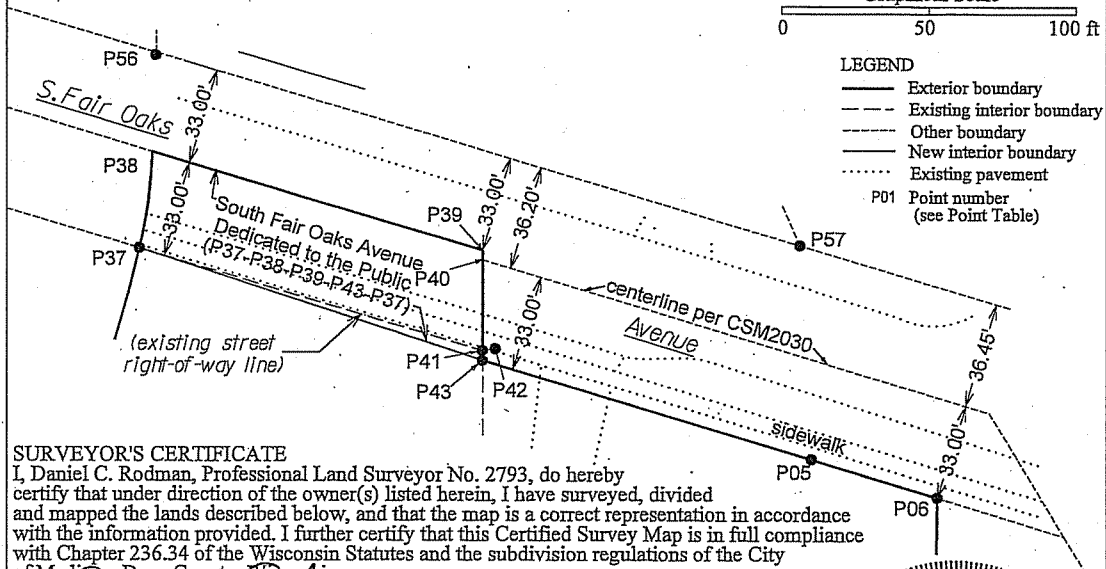 0 50 100 ft
LEGEND
Exterior boundary
Existing interior boundary
Other boundary
New interior boundary
Existing pavement
P01 Point number
(see Point Table)
P56
S. Fair Oaks
33.00'
P38
33.00'
P37
South Fair Oaks Avenue
Dedicated to the Public
(P37-P38-P39-P43-P37)
P39
P40
33.00'
36.20'
33.00'
P57
centerline per CSM2030
Avenue
36.45'
33.00'
(existing street
right-of-way line)
P41
P43
P42
sidewalk
P05
P06
SURVEYOR'S CERTIFICATE
I, Daniel C. Rodman, Professional Land Surveyor No. 2793, do hereby
certify that under direction of the owner(s) listed herein, I have surveyed, divided
and mapped the lands described below, and that the map is a correct representation in accordance
with the information provided. I further certify that this Certified Survey Map is in full compliance
with Chapter 236.34 of the Wisconsin Statutes and the subdivision regulations of the City